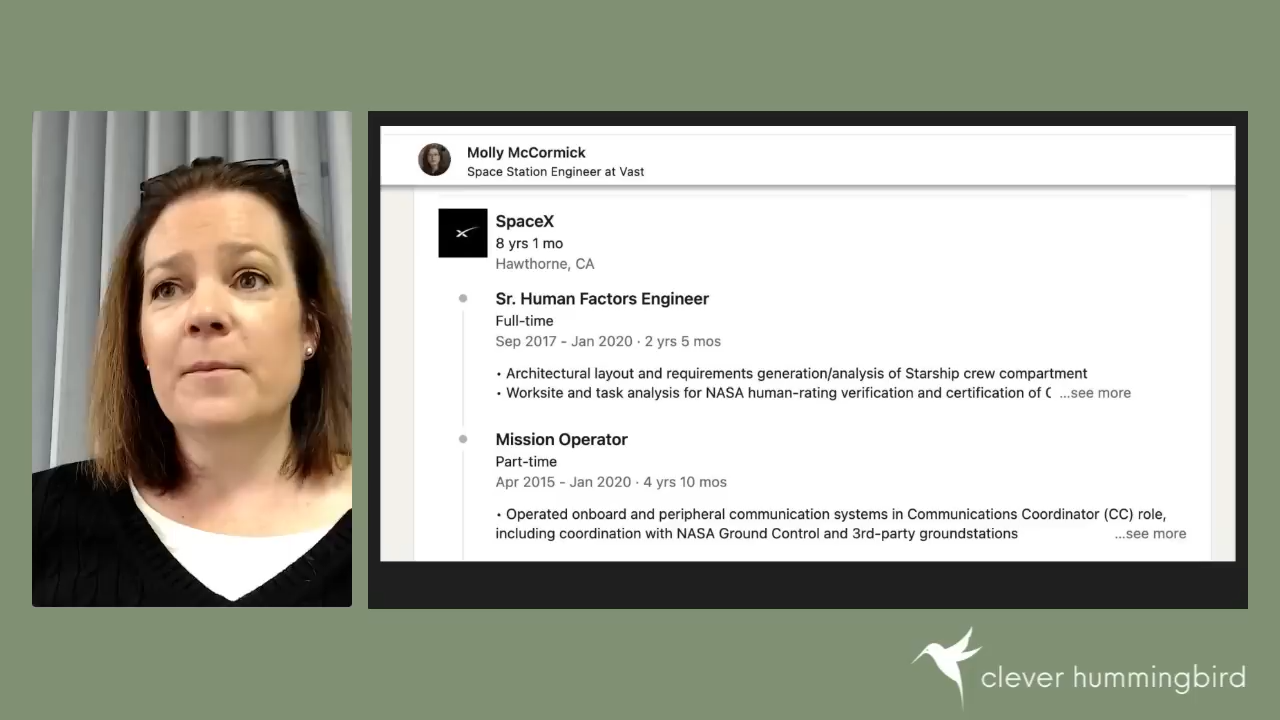 Molly McCormick
Space Station Engineer at Vast
SpaceX
8 yrs 1 mo
Hawthorne, CA
Sr. Human Factors Engineer
Full-time
Sep 2017 - Jan 2020 · 2 yrs 5 mos
• Architectural layout and requirements generation/analysis of Starship crew compartment
• Worksite and task analysis for NASA human-rating verification and certification of ...see more
Mission Operator
Part-time
Apr 2015 - Jan 2020 · 4 yrs 10 mos
• Operated onboard and peripheral communication systems in Communications Coordinator (CC) role,
including coordination with NASA Ground Control and 3rd-party groundstations ...see more
clever hummingbird